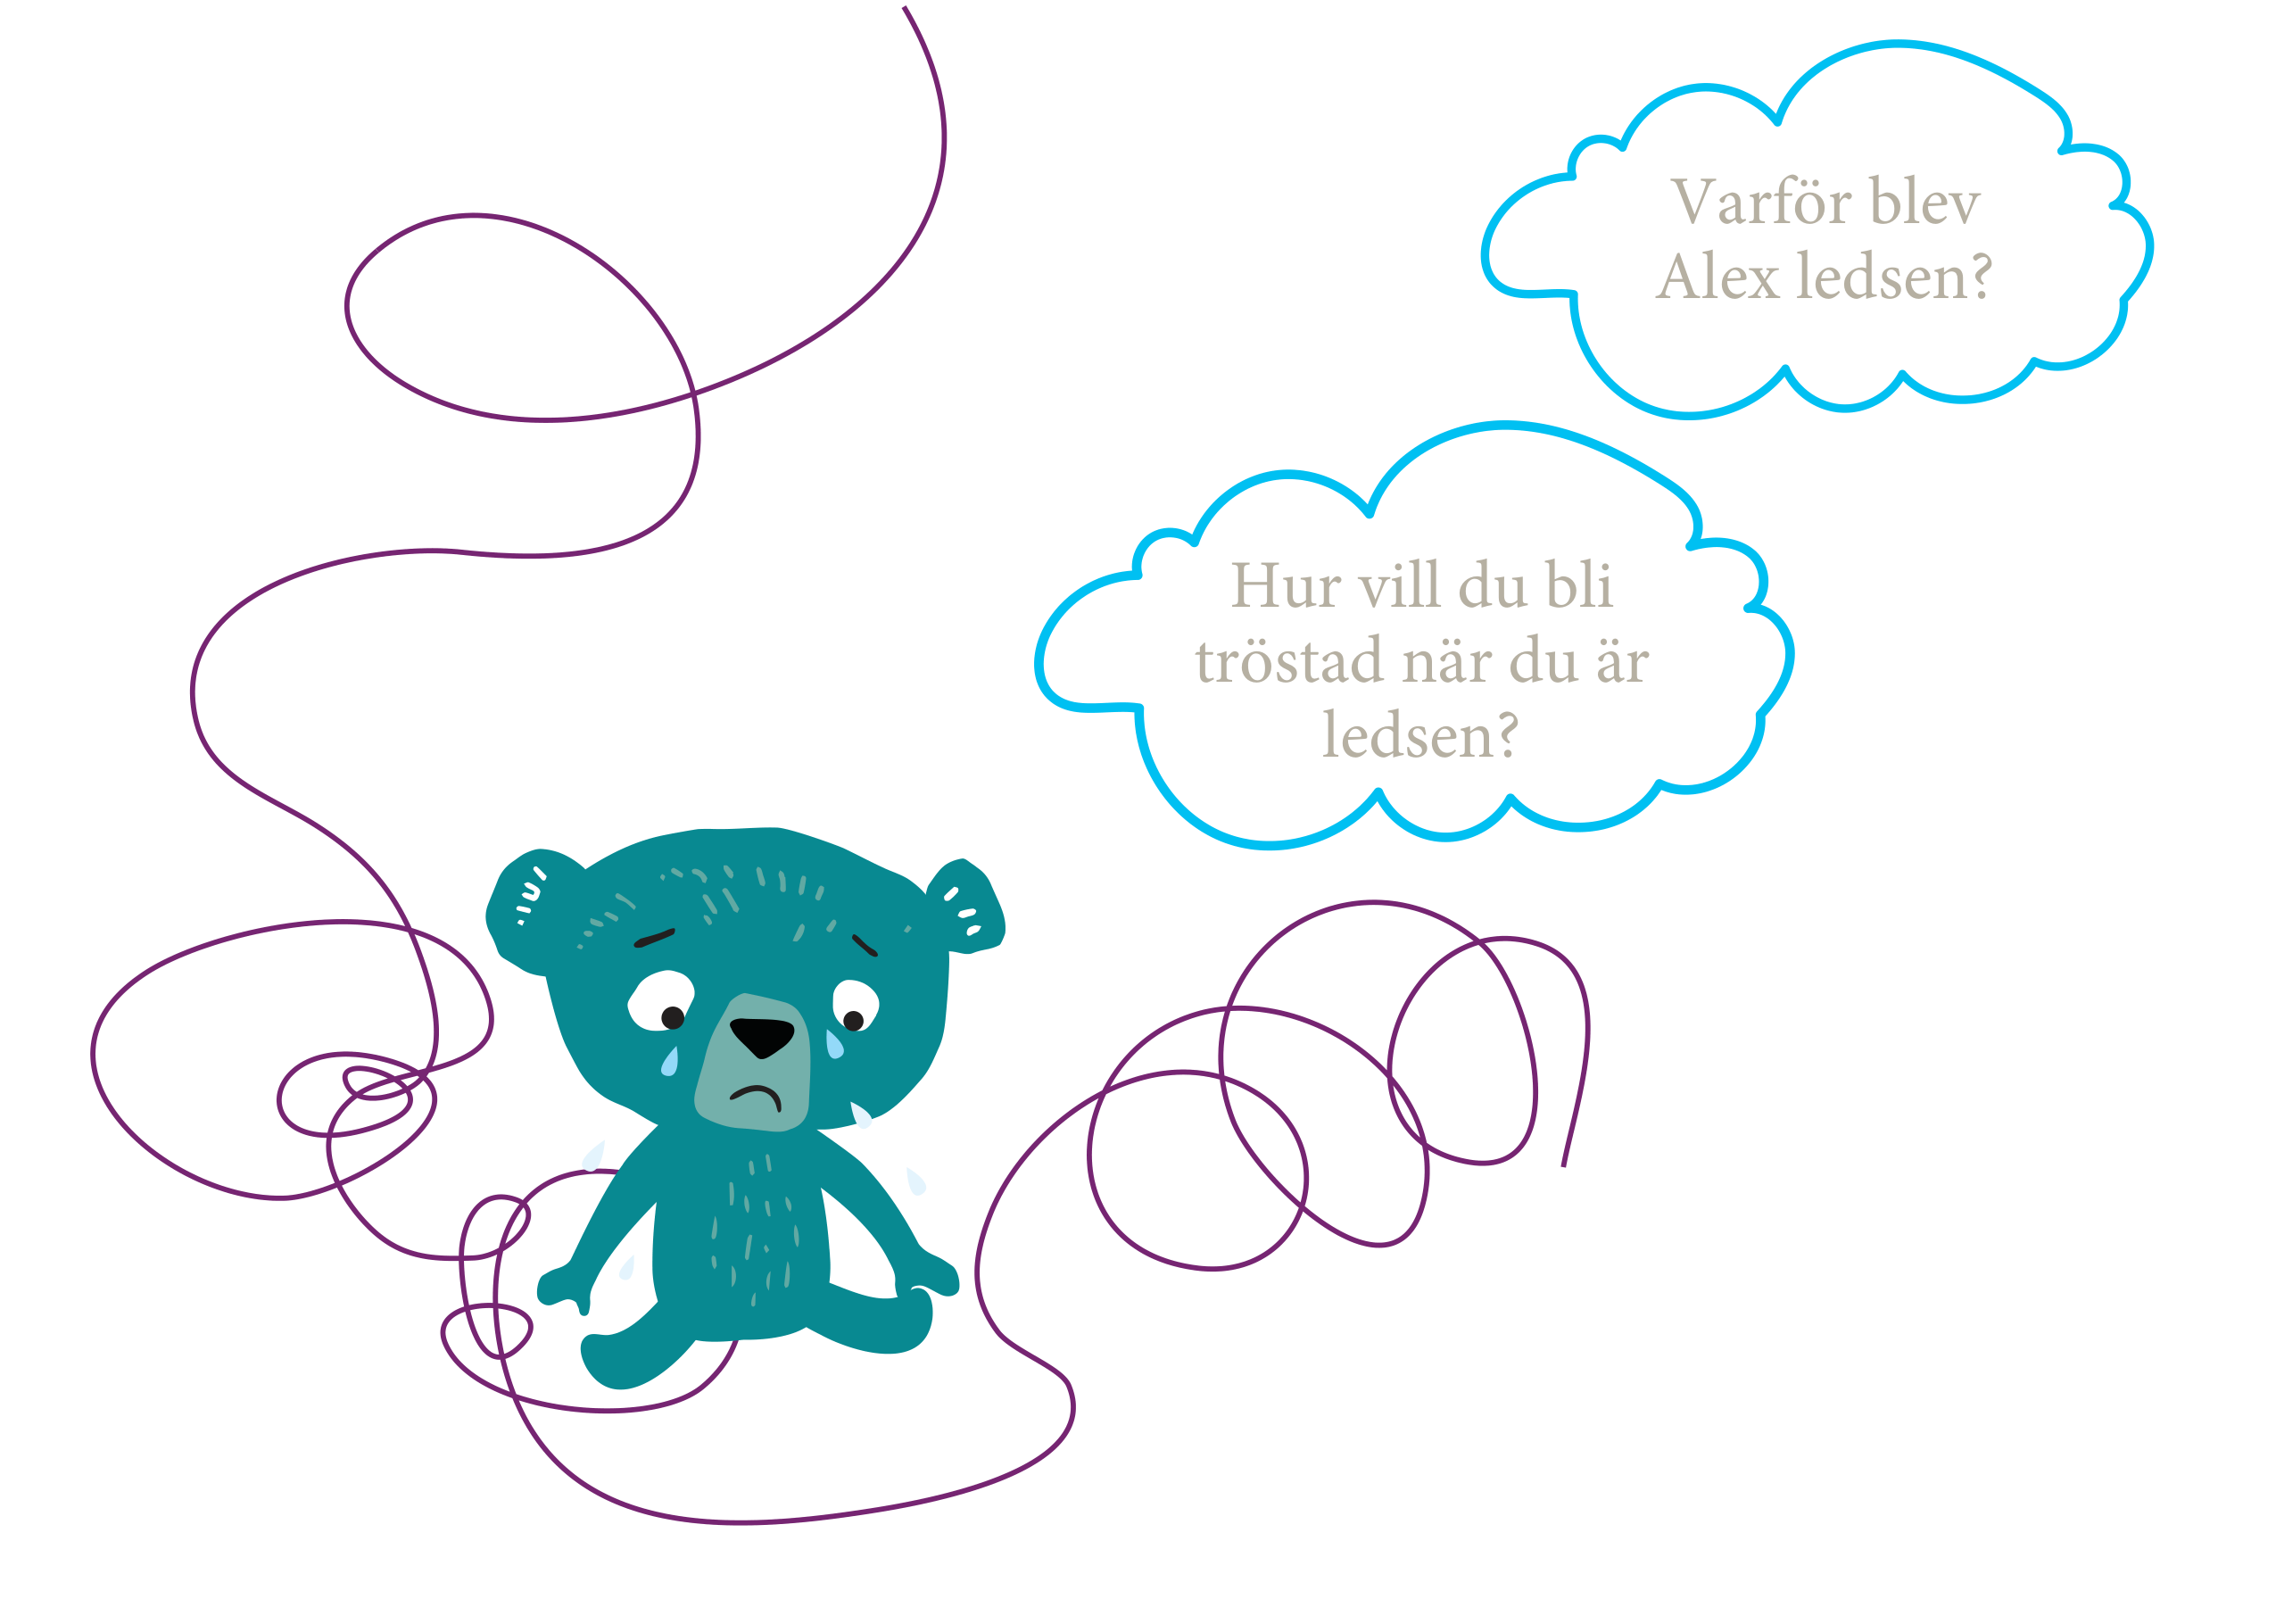 Varför blev
Alex ledsen?
Hur vill du bli
tröstad när du är
ledsen?